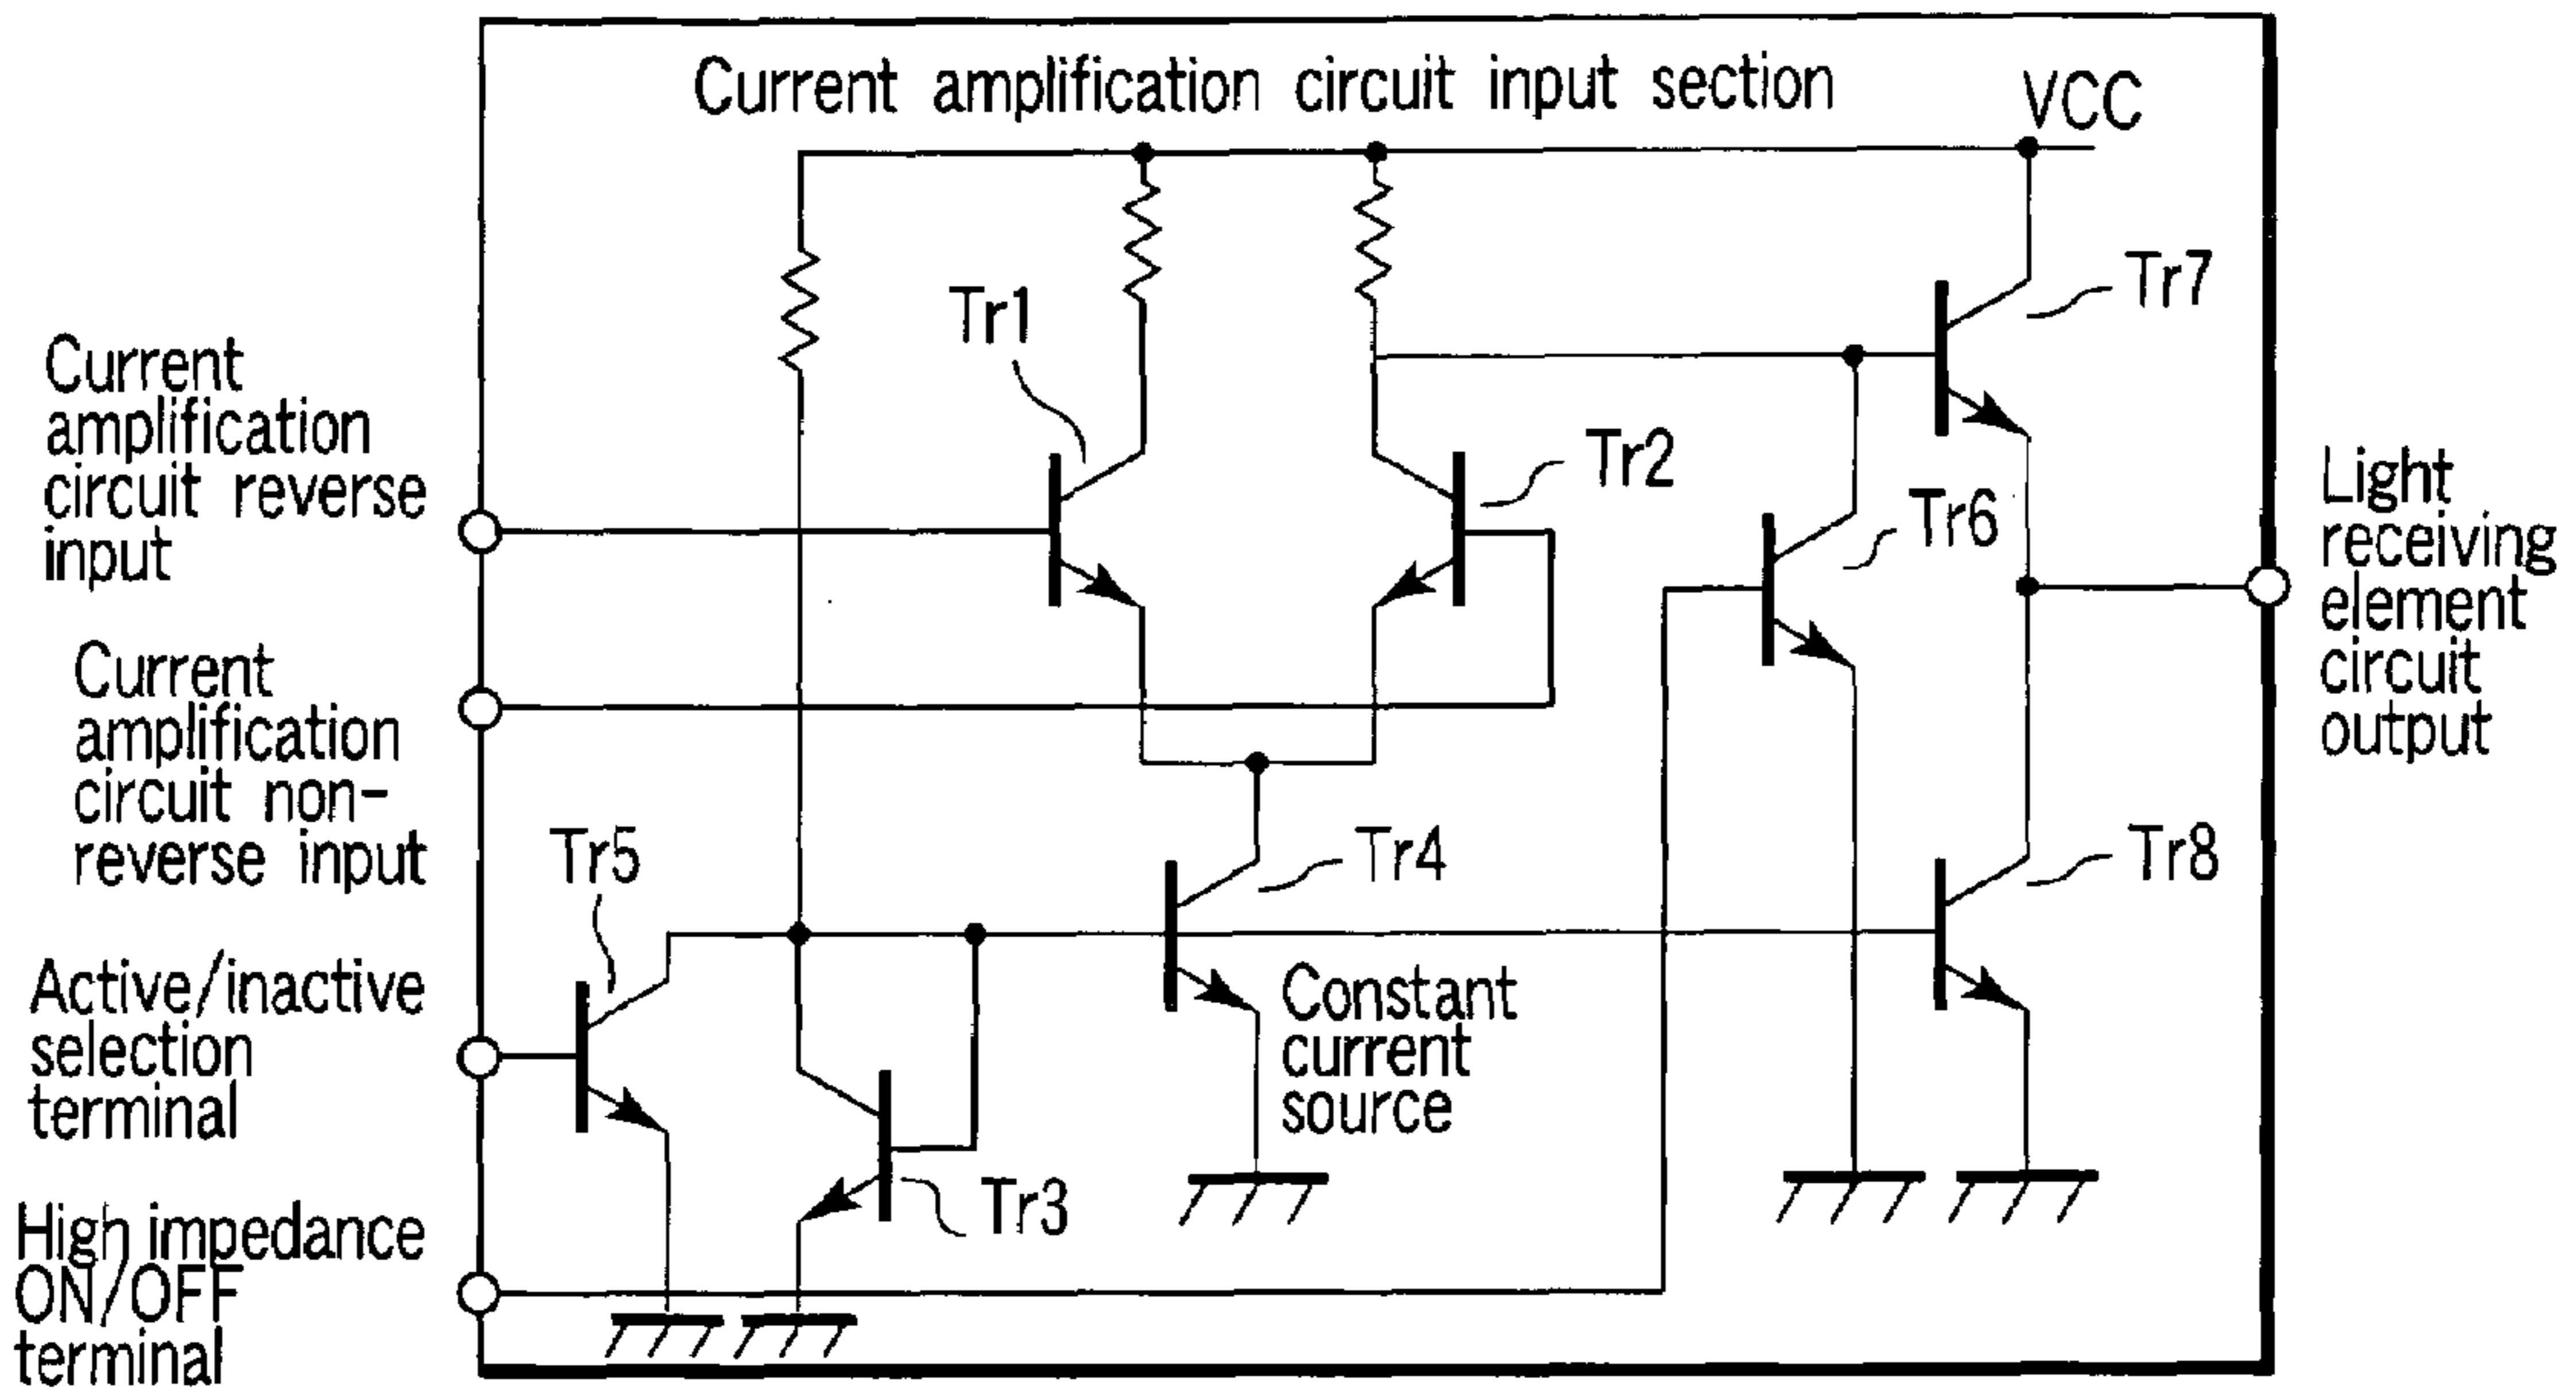 Current amplification circuit input section
VCC
Tr7
Tr1
Current
amplification
circuit reverse
input
Tr2
Tr6
Light
receiving
element
circuit
output
Current
amplification
circuit non-
reverse input
Tr5
Tr4
Tr8
Active/inactive
selection
terminal
Constant
current
source
Tr3
High impedance
ON/OFF
terminal